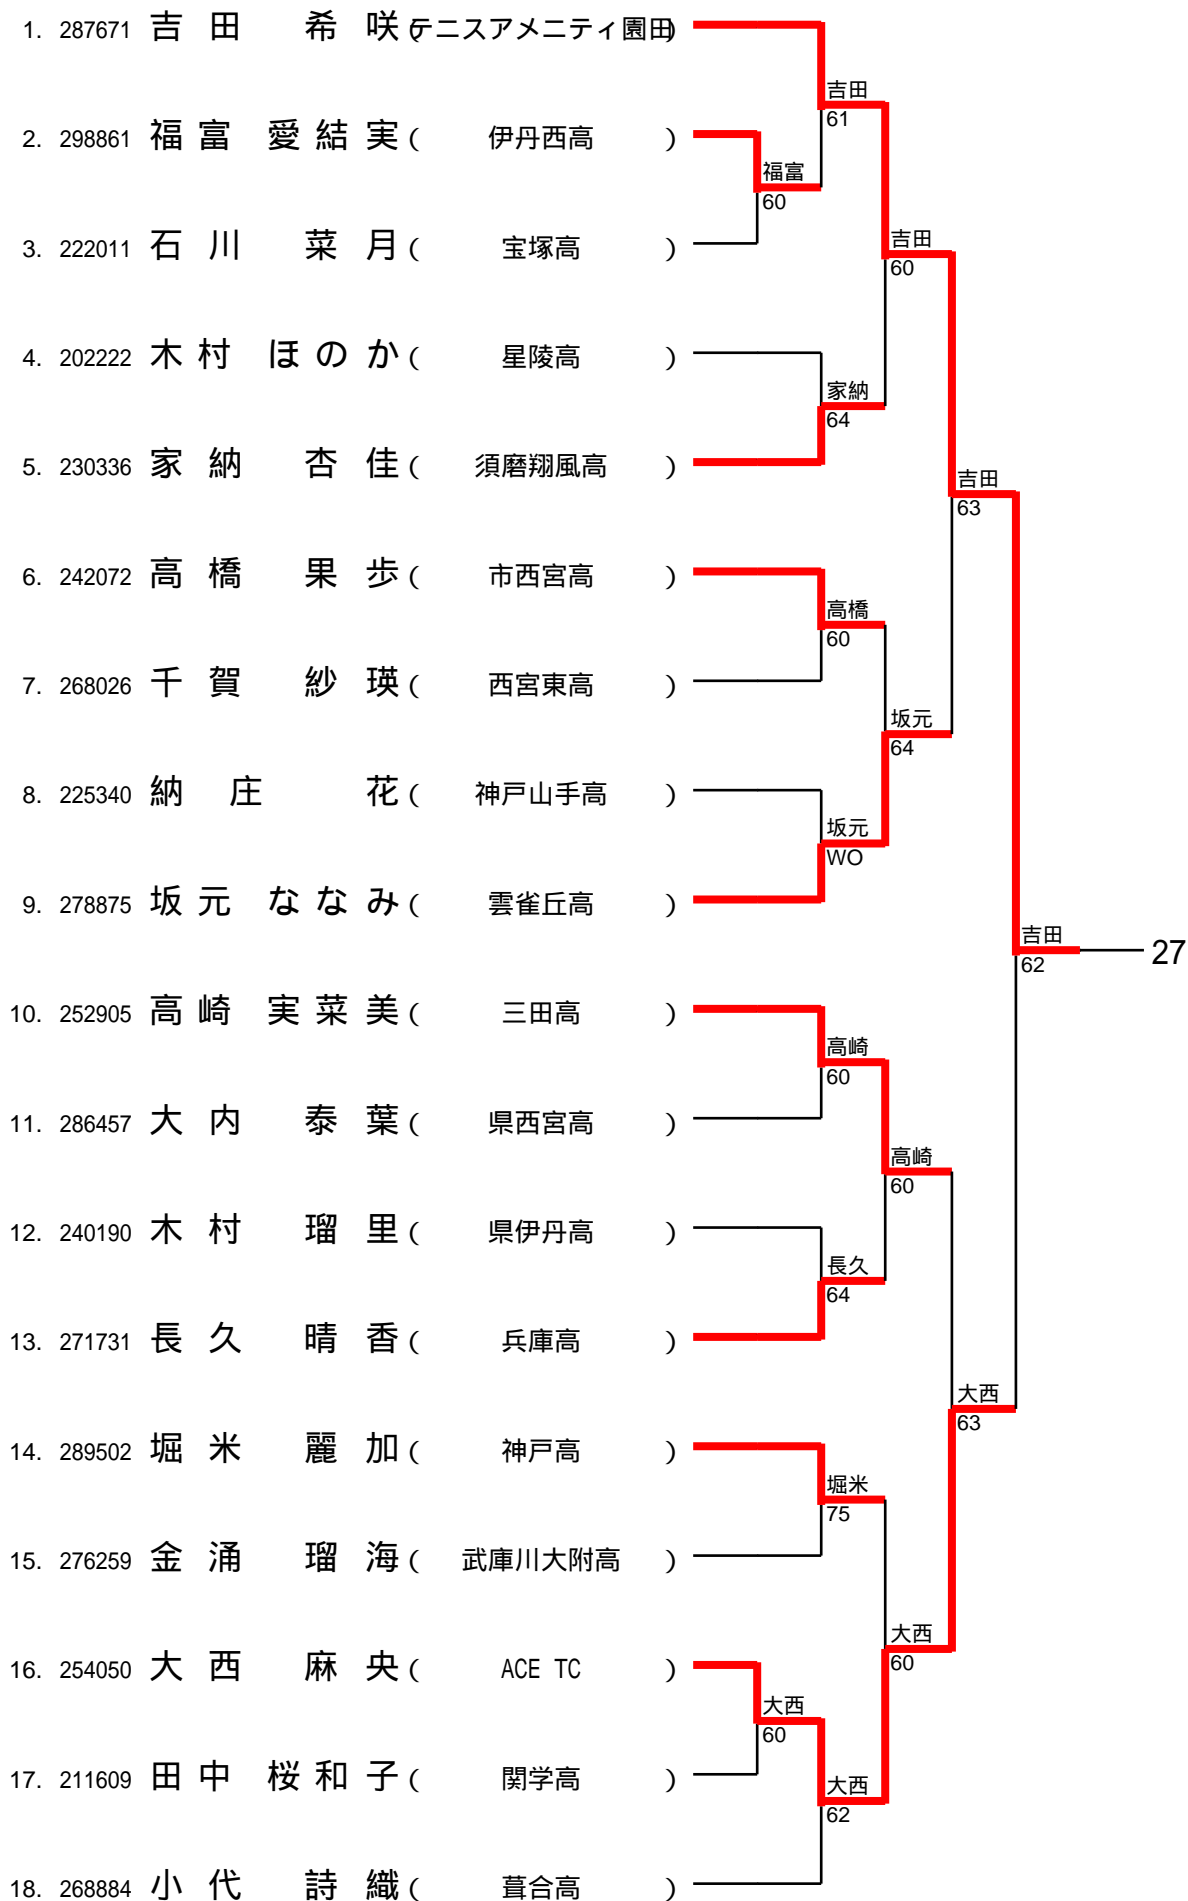 1. 287671 吉田 希咲 (テニスアメニティ園田)
吉田
61
2. 298861 福富 愛結実 ( 伊丹西高 )
福富
60
3. 222011 石川 菜月 ( 宝塚高 )
吉田
60
4. 202222 木村 ほのか ( 星陵高 )
家納
64
5. 230336 家納 杏佳 ( 須磨翔風高 )
吉田
63
6. 242072 高橋 果歩 ( 市西宮高 )
高橋
60
7. 268026 千賀 紗瑛 ( 西宮東高 )
坂元
64
8. 225340 納庄 花 ( 神戸山手高 )
坂元
WO
9. 278875 坂元 ななみ ( 雲雀丘高 )
吉田
62
27
10. 252905 高崎 実菜美 ( 三田高 )
高崎
60
11. 286457 大内 泰葉 ( 県西宮高 )
高崎
60
12. 240190 木村 瑠里 ( 県伊丹高 )
長久
64
13. 271731 長久 晴香 ( 兵庫高 )
大西
63
14. 289502 堀米 麗加 ( 神戸高 )
堀米
75
15. 276259 金涌 瑠海 ( 武庫川大附高 )
大西
60
16. 254050 大西 麻央 ( ACE TC )
大西
60
17. 211609 田中 桜和子 ( 関学高 )
大西
62
18. 268884 小代 詩織 ( 葺合高 )